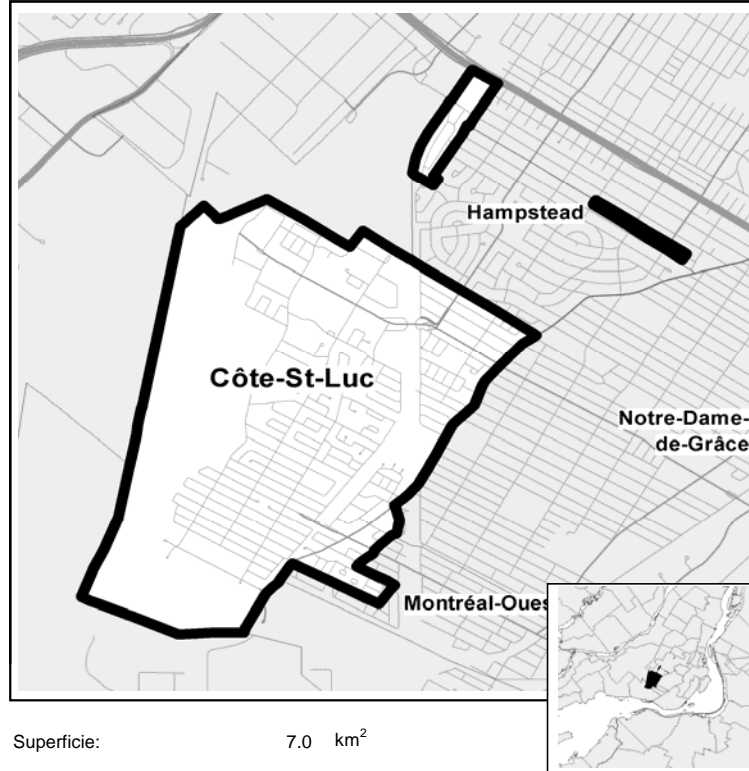 Hampstead
Côte-St-Luc
Notre-Dame-
de-Grâce
Montréal-Oues
Superficie: 7.0 km²